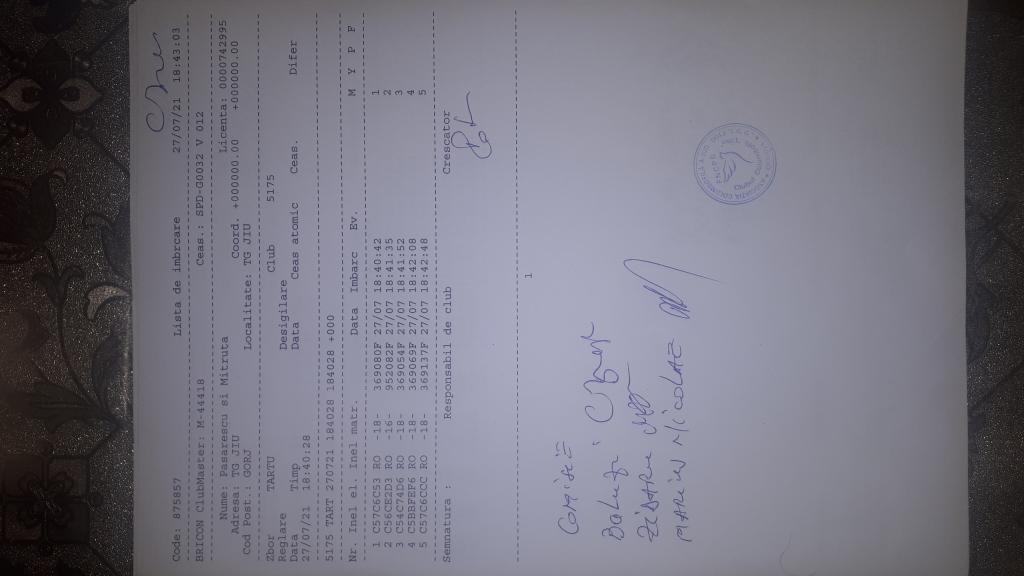 Code: 875857 Lista de imbrcare 27/07/21 18:43:03
BRICON ClubMaster: M-44418 Ceas.: SPD-G0032 V 012
Nume: Pasarescu si Mitruta Licenta: 0000742995
Adresa: TG JIU Coord. +000000.00 +000000.00
Cod Post.: GORJ Localitate: TG JIU
Zbor TARTU Club 5175
Reglare Desigilare
Data Timp Data Ceas atomic Ceas. Difer
27/07/21 18:40:28
5175 TART 270721 184028 184028 +000
Nr. Inel el. Inel matr. Data Imbarc Ev. M Y P F
1 C57C6C53 RO -18- 369080F 27/07 18:40:42 1
2 C56CE2D3 RO -16- 952082F 27/07 18:41:35 2
3 C54C74D6 RO -18- 369054F 27/07 18:41:52 3
4 C5BBFEF6 RO -18- 369069F 27/07 18:42:08 4
5 C57C6CCC RO -18- 369137F 27/07 18:42:48 5
Semnatura : Responsabil de club Crescator
1
MARIN NICOLAE